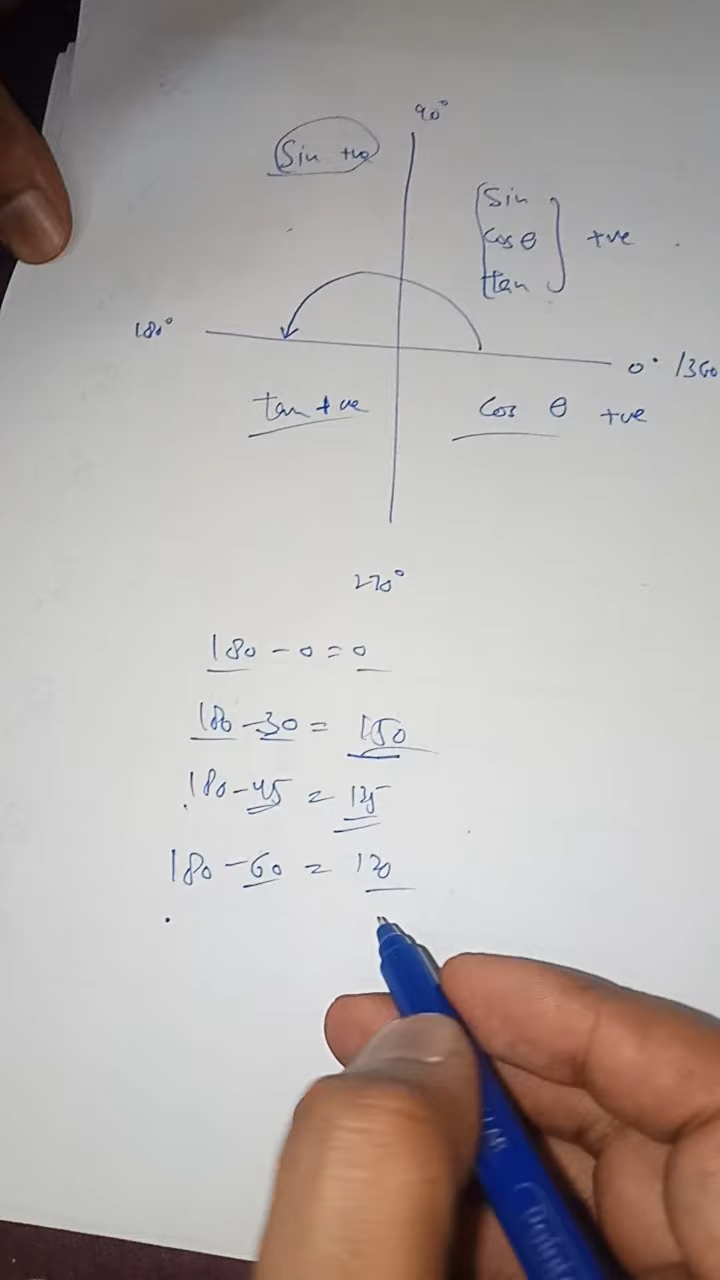 90°
Sin +ve
Sin
cos θ
+ve
tan
180°
0° /360
tan +ve
cos θ +ve
270°
180 - 0 = 0
180 - 30 = 150
180 - 45 = 135
180 - 60 = 120